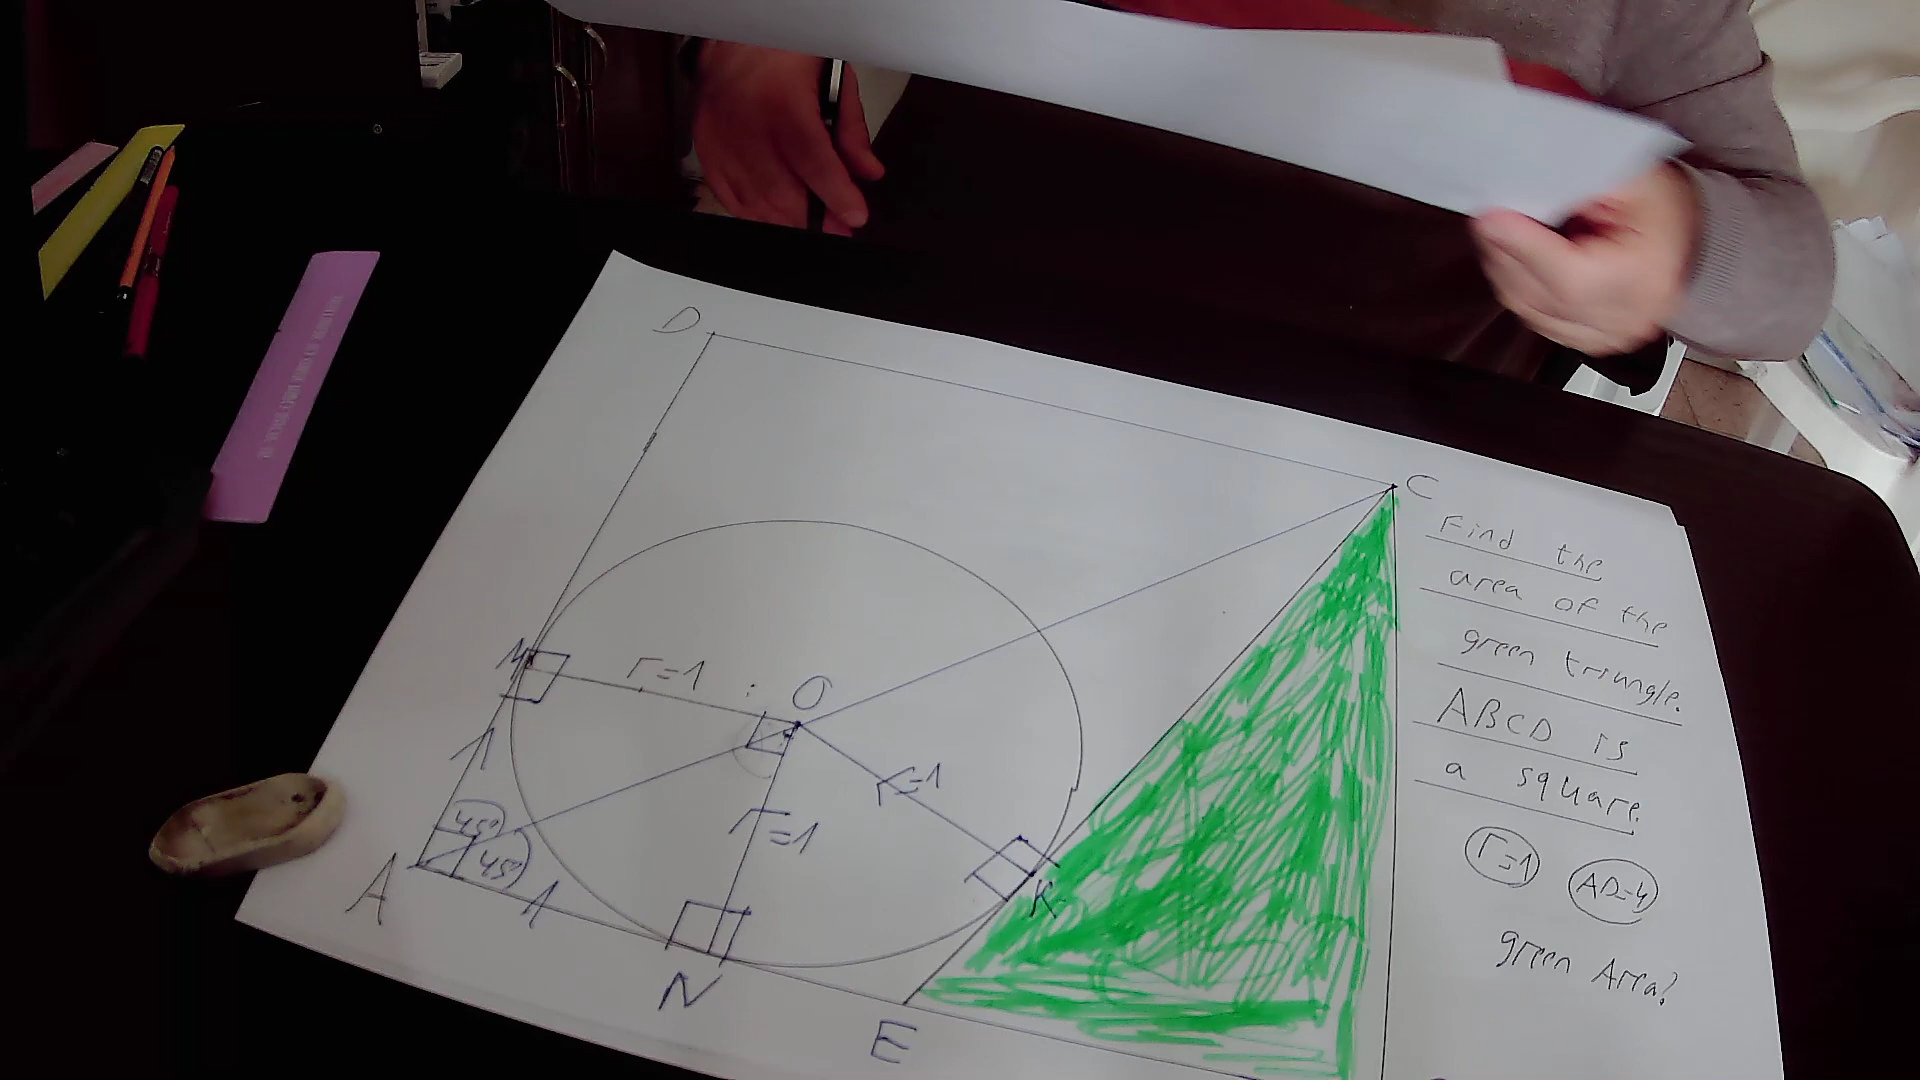 D
C
Find the
area of the
green triangle.
ABCD is
a square.
r=1
AD=4
green Area?
M
r=1
O
r=1
r=1
1
45°
45°
A
1
N
K
E